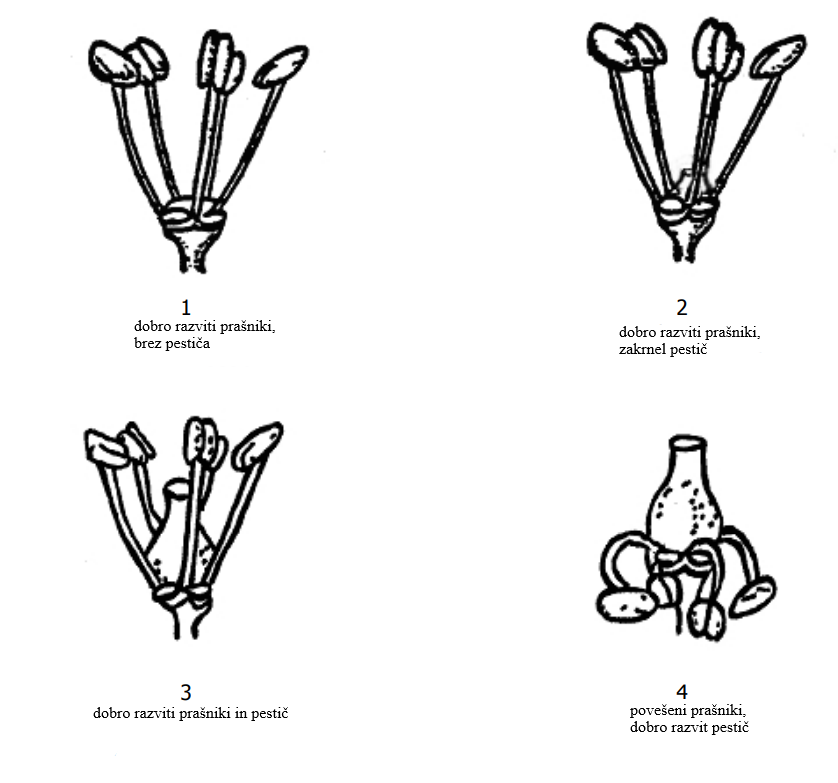 1
dobro razviti prašniki,
brez pestiča
2
dobro razviti prašniki,
zakrnel pestič
3
dobro razviti prašniki in pestič
4
povešeni prašniki,
dobro razvit pestič